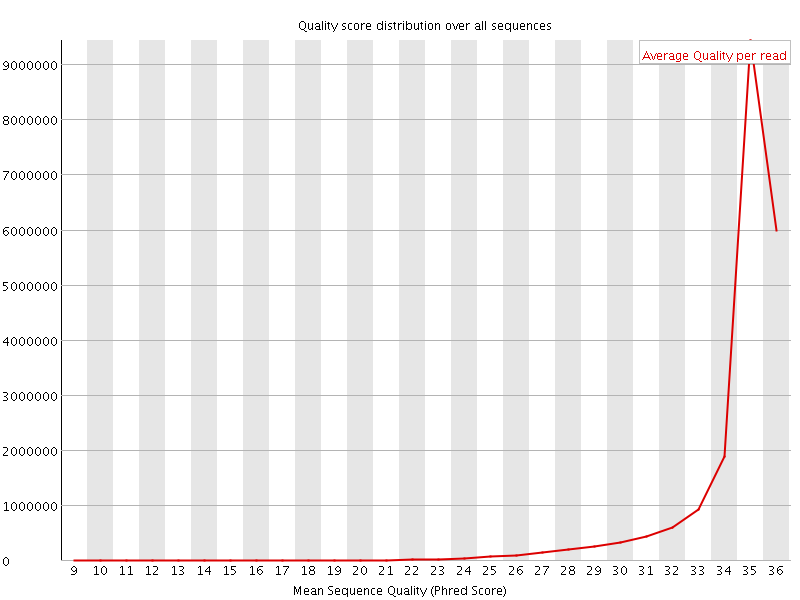 Quality score distribution over all sequences
Average Quality per read
9000000
8000000
7000000
6000000
5000000
4000000
3000000
2000000
1000000
0
9 10 11 12 13 14 15 16 17 18 19 20 21 22 23 24 25 26 27 28 29 30 31 32 33 34 35 36
Mean Sequence Quality (Phred Score)